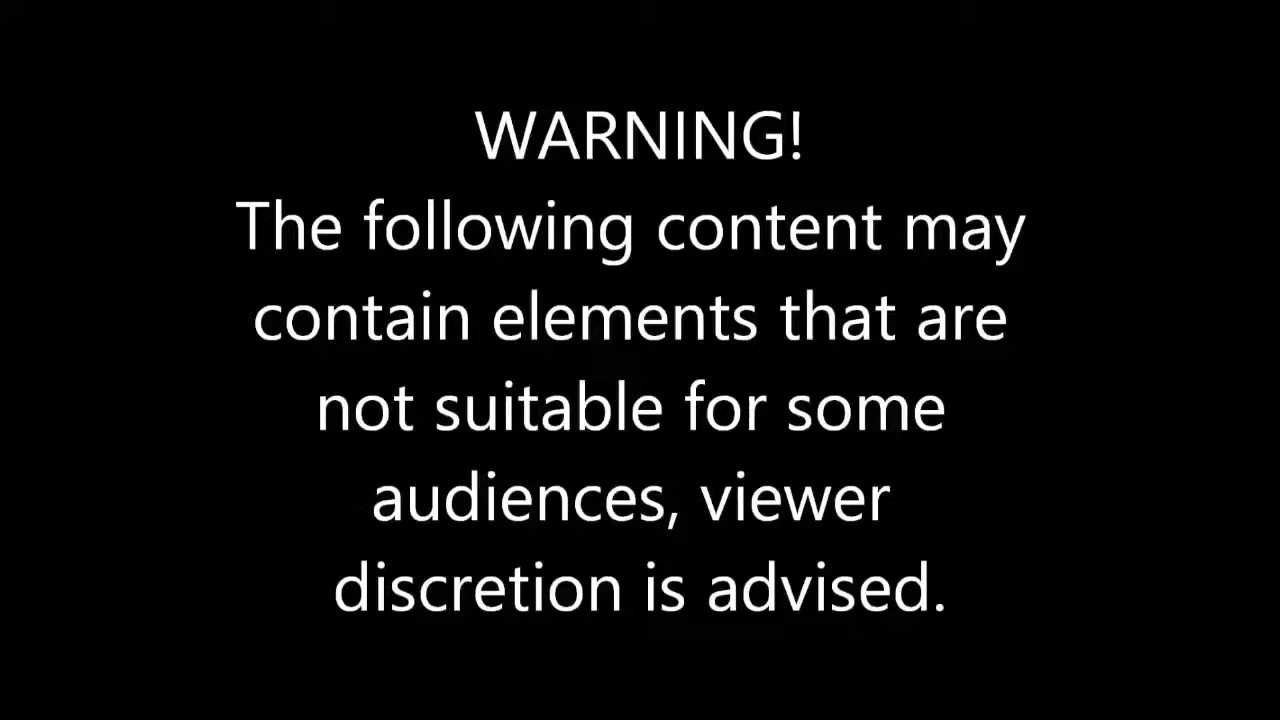 WARNING!
The following content may
contain elements that are
not suitable for some
audiences, viewer
discretion is advised.